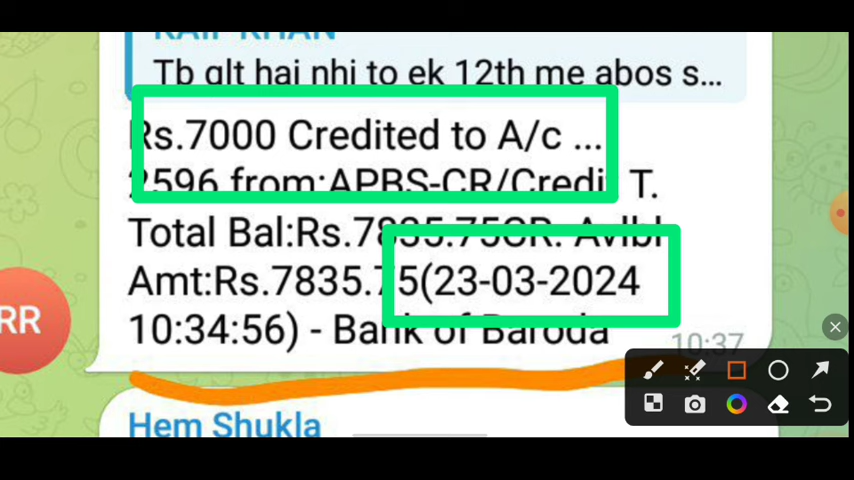 KAIF KHAN
Tb glt hai nhi to ek 12th me abos s...
Rs.7000 Credited to A/c ...
2596 from:APBS-CR/Credit T.
Total Bal:Rs.7835.75CR. Avlbl
Amt:Rs.7835.75(23-03-2024
10:34:56) - Bank of Baroda
10:37
RR
Hem Shukla